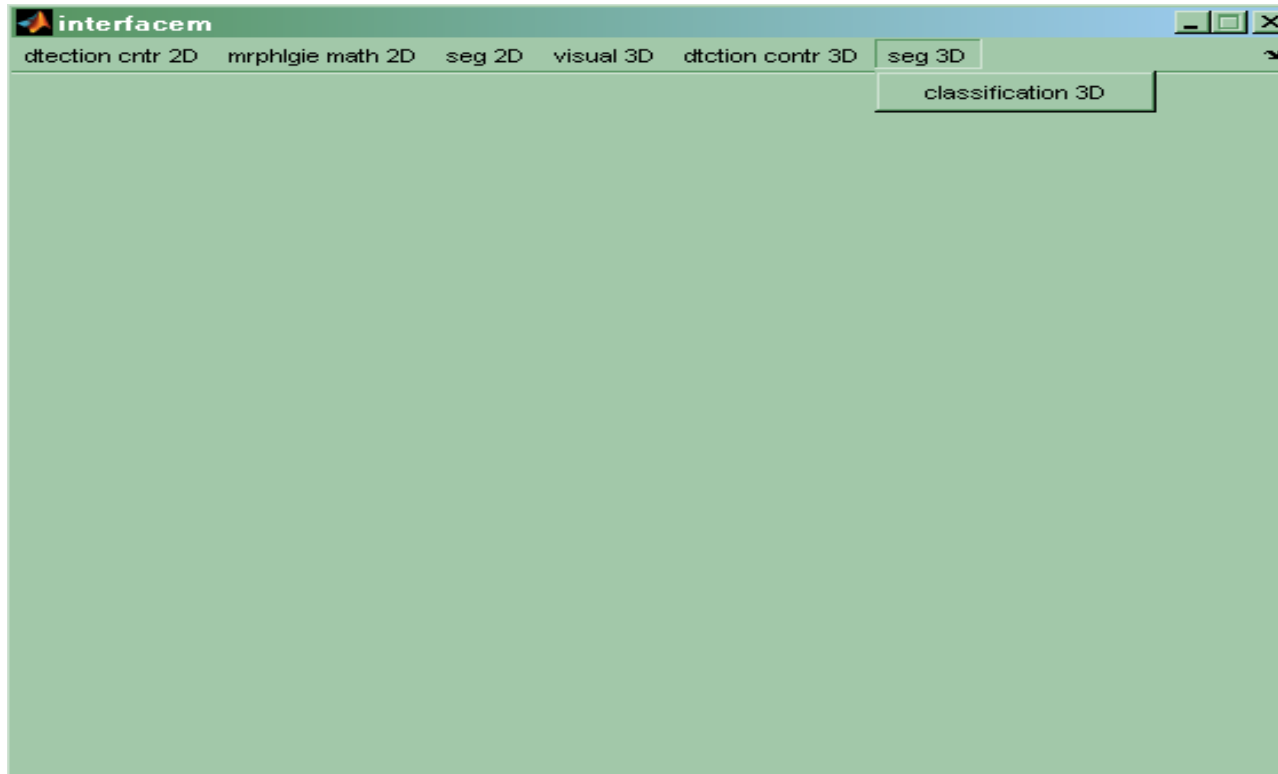 interfacem
dtection cntr 2D mrphlgie math 2D seg 2D visual 3D dtction contr 3D seg 3D
classification 3D